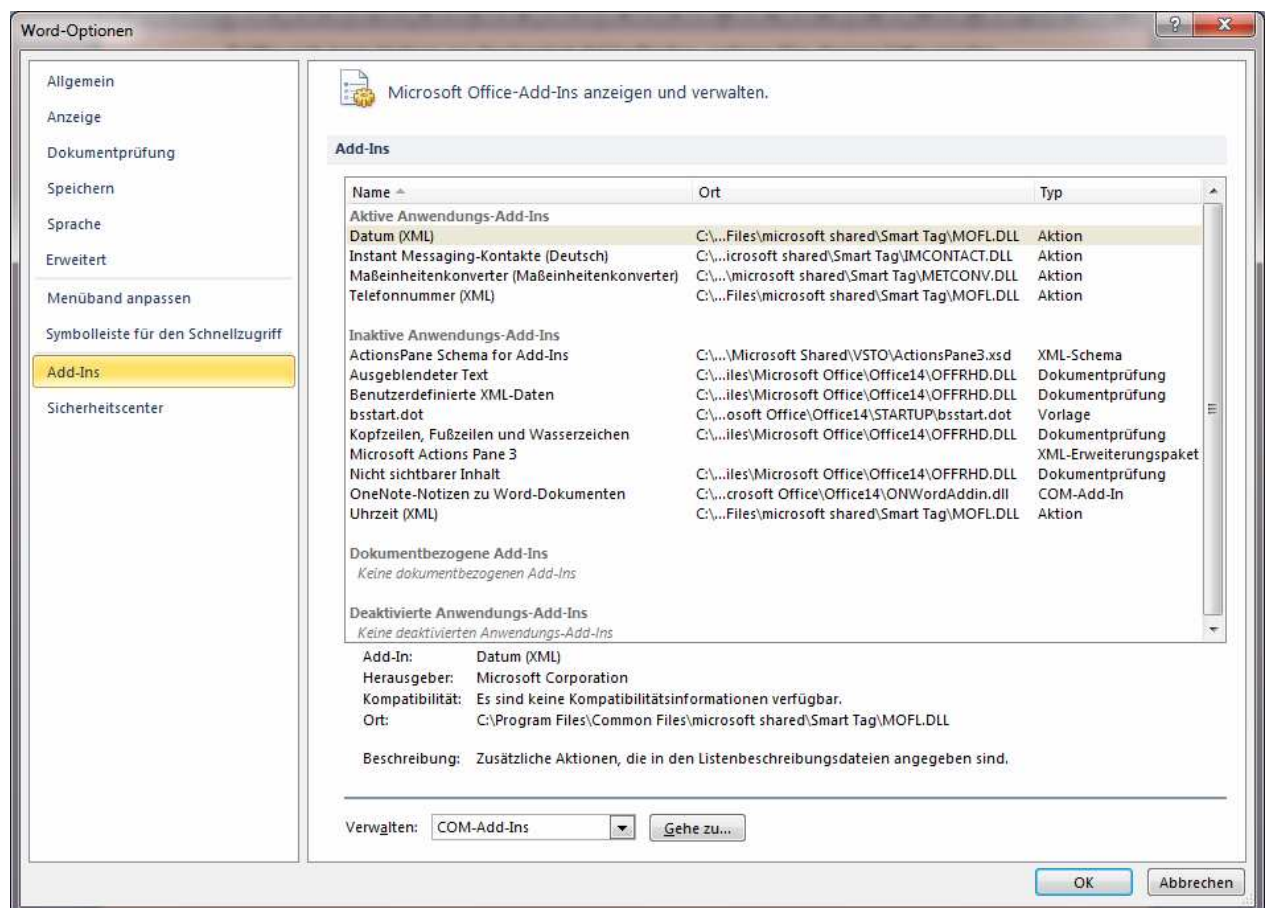 Word-Optionen
Allgemein
Anzeige
Dokumentprüfung
Speichern
Sprache
Erweitert
Menüband anpassen
Symbolleiste für den Schnellzugriff
Add-Ins
Sicherheitscenter
Microsoft Office-Add-Ins anzeigen und verwalten.
Add-Ins
Name Ort Typ
Aktive Anwendungs-Add-Ins
Datum (XML) C:\...Files\microsoft shared\Smart Tag\MOFL.DLL Aktion
Instant Messaging-Kontakte (Deutsch) C:\...icrosoft shared\Smart Tag\IMCONTACT.DLL Aktion
Maßeinheitenkonverter (Maßeinheitenkonverter) C:\...\microsoft shared\Smart Tag\METCONV.DLL Aktion
Telefonnummer (XML) C:\...Files\microsoft shared\Smart Tag\MOFL.DLL Aktion
Inaktive Anwendungs-Add-Ins
ActionsPane Schema for Add-Ins C:\...\Microsoft Shared\VSTO\ActionsPane3.xsd XML-Schema
Ausgeblendeter Text C:\...iles\Microsoft Office\Office14\OFFRHD.DLL Dokumentprüfung
Benutzerdefinierte XML-Daten C:\...iles\Microsoft Office\Office14\OFFRHD.DLL Dokumentprüfung
bsstart.dot C:\...osoft Office\Office14\STARTUP\bsstart.dot Vorlage
Kopfzeilen, Fußzeilen und Wasserzeichen C:\...iles\Microsoft Office\Office14\OFFRHD.DLL Dokumentprüfung
Microsoft Actions Pane 3 XML-Erweiterungspaket
Nicht sichtbarer Inhalt C:\...iles\Microsoft Office\Office14\OFFRHD.DLL Dokumentprüfung
OneNote-Notizen zu Word-Dokumenten C:\...crosoft Office\Office14\ONWordAddin.dll COM-Add-In
Uhrzeit (XML) C:\...Files\microsoft shared\Smart Tag\MOFL.DLL Aktion
Dokumentbezogene Add-Ins
Keine dokumentbezogenen Add-Ins
Deaktivierte Anwendungs-Add-Ins
Keine deaktivierten Anwendungs-Add-Ins
Add-In: Datum (XML)
Herausgeber: Microsoft Corporation
Kompatibilität: Es sind keine Kompatibilitätsinformationen verfügbar.
Ort: C:\Program Files\Common Files\microsoft shared\Smart Tag\MOFL.DLL
Beschreibung: Zusätzliche Aktionen, die in den Listenbeschreibungsdateien angegeben sind.
Verwalten: COM-Add-Ins Gehe zu...
OK Abbrechen